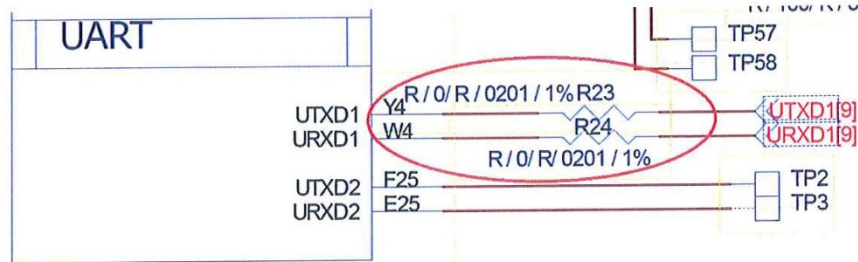 UART
TP57
TP58
R / 0/ R / 0201 / 1% R23
UTXD1 Y4 UTXD1[9]
R24
URXD1 W4 URXD1[9]
R / 0/ R/ 0201 / 1%
UTXD2 F25 TP2
URXD2 E25 TP3